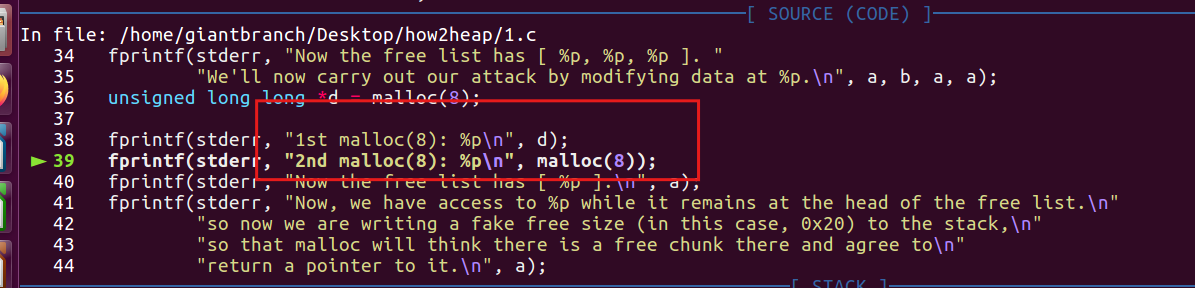 [ SOURCE (CODE) ]
In file: /home/giantbranch/Desktop/how2heap/1.c
34 fprintf(stderr, "Now the free list has [ %p, %p, %p ]. "
35 "We'll now carry out our attack by modifying data at %p.\n", a, b, a, a);
36 unsigned long long *d = malloc(8);
37
38 fprintf(stderr, "1st malloc(8): %p\n", d);
► 39 fprintf(stderr, "2nd malloc(8): %p\n", malloc(8));
40 fprintf(stderr, "Now the free list has [ %p ].\n", a);
41 fprintf(stderr, "Now, we have access to %p while it remains at the head of the free list.\n"
42 "so now we are writing a fake free size (in this case, 0x20) to the stack,\n"
43 "so that malloc will think there is a free chunk there and agree to\n"
44 "return a pointer to it.\n", a);
[ STACK ]